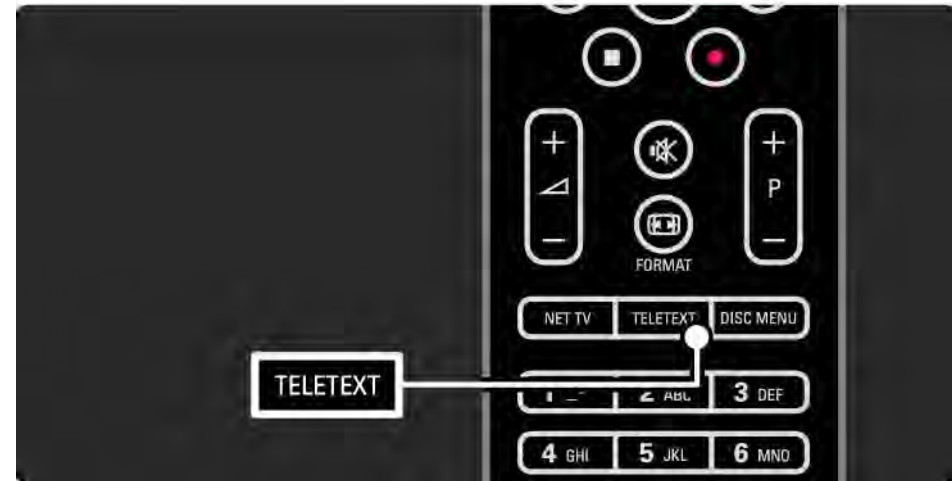 + +
P
- -
FORMAT
NET TV TELETEXT DISC MENU
TELETEXT
3 DEF
4 GHI 5 JKL 6 MNO